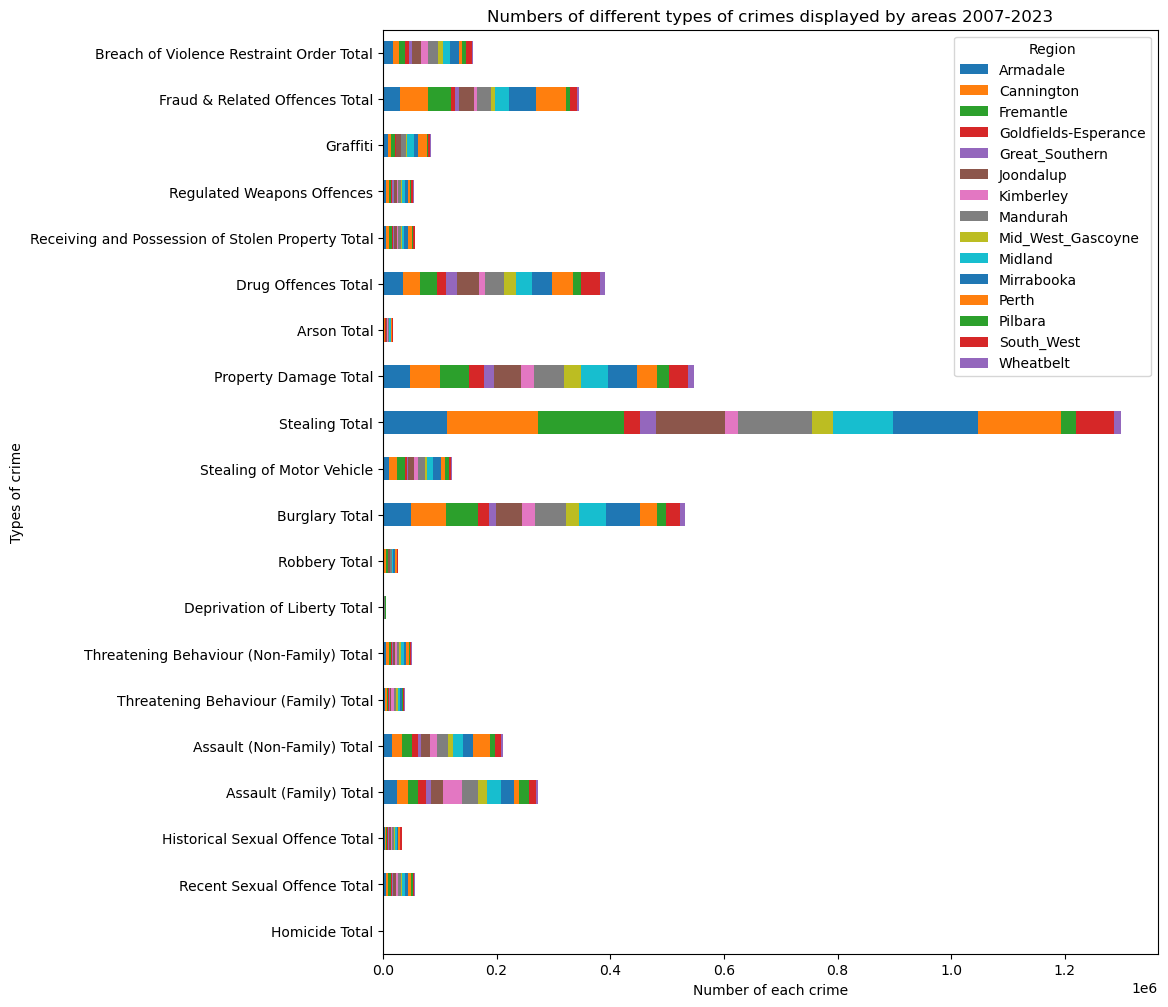 Numbers of different types of crimes displayed by areas 2007-2023
Region
Armadale
Cannington
Fremantle
Goldfields-Esperance
Great_Southern
Joondalup
Kimberley
Mandurah
Mid_West_Gascoyne
Midland
Mirrabooka
Perth
Pilbara
South_West
Wheatbelt
Types of crime
Breach of Violence Restraint Order Total
Fraud & Related Offences Total
Graffiti
Regulated Weapons Offences
Receiving and Possession of Stolen Property Total
Drug Offences Total
Arson Total
Property Damage Total
Stealing Total
Stealing of Motor Vehicle
Burglary Total
Robbery Total
Deprivation of Liberty Total
Threatening Behaviour (Non-Family) Total
Threatening Behaviour (Family) Total
Assault (Non-Family) Total
Assault (Family) Total
Historical Sexual Offence Total
Recent Sexual Offence Total
Homicide Total
0.0 0.2 0.4 0.6 0.8 1.0 1.2
1e6
Number of each crime